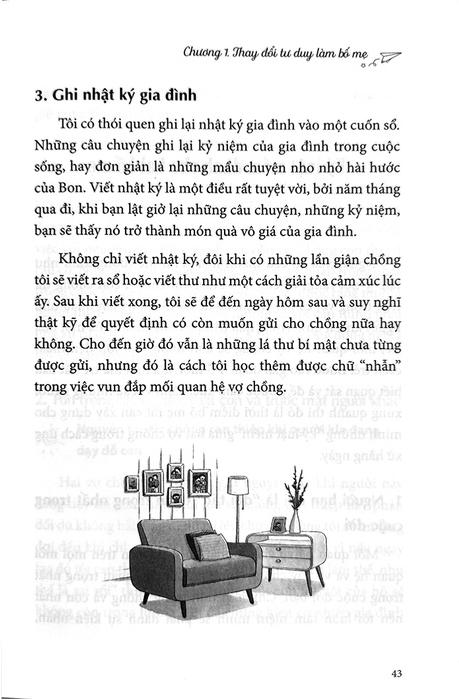 Chương 1. Thay đổi tư duy làm bố mẹ
3. Ghi nhật ký gia đình
Tôi có thói quen ghi lại nhật ký gia đình vào một cuốn sổ.
Những câu chuyện ghi lại kỷ niệm của gia đình trong cuộc
sống, hay đơn giản là những mẩu chuyện nho nhỏ hài hước
của Bon. Viết nhật ký là một điều rất tuyệt vời, bởi năm tháng
qua đi, khi bạn lật giở lại những câu chuyện, những kỷ niệm,
bạn sẽ thấy nó trở thành món quà vô giá của gia đình.
Không chỉ viết nhật ký, đôi khi có những lần giận chồng
tôi sẽ viết ra sổ hoặc viết thư như một cách giải tỏa cảm xúc lúc
ấy. Sau khi viết xong, tôi sẽ để đến ngày hôm sau và suy nghĩ
thật kỹ để quyết định có còn muốn gửi cho chồng nữa hay
không. Cho đến giờ đó vẫn là những lá thư bí mật chưa từng
được gửi, nhưng đó là cách tôi học thêm được chữ “nhẫn”
trong việc vun đắp mối quan hệ vợ chồng.
43